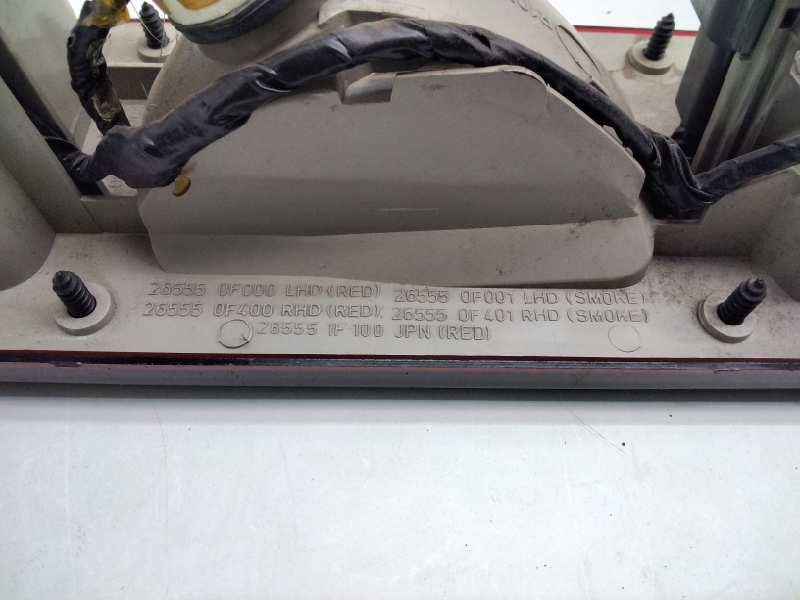 26555 0F000 LHD(RED) 26555 0F001 LHD(SMOKE)
26555 0F400 RHD(RED), 26555 0F401 RHD(SMOKE)
26555 1F100 JPN(RED)